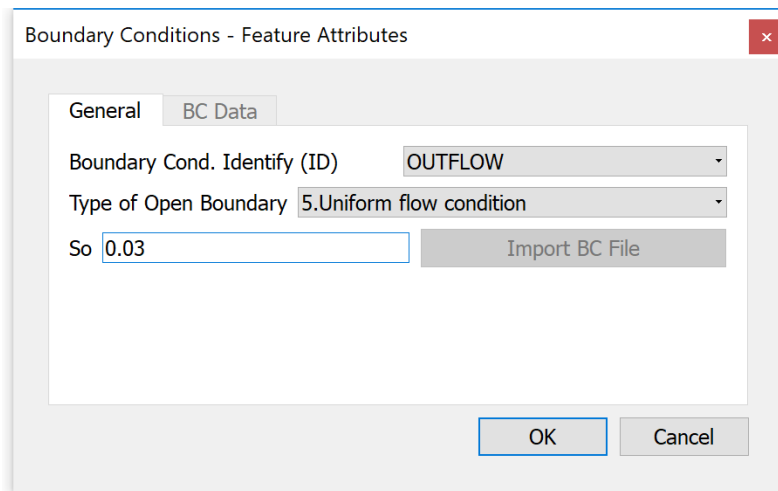 Boundary Conditions - Feature Attributes
×
General BC Data
Boundary Cond. Identify (ID) OUTFLOW
Type of Open Boundary 5.Uniform flow condition
So 0.03 Import BC File
OK Cancel